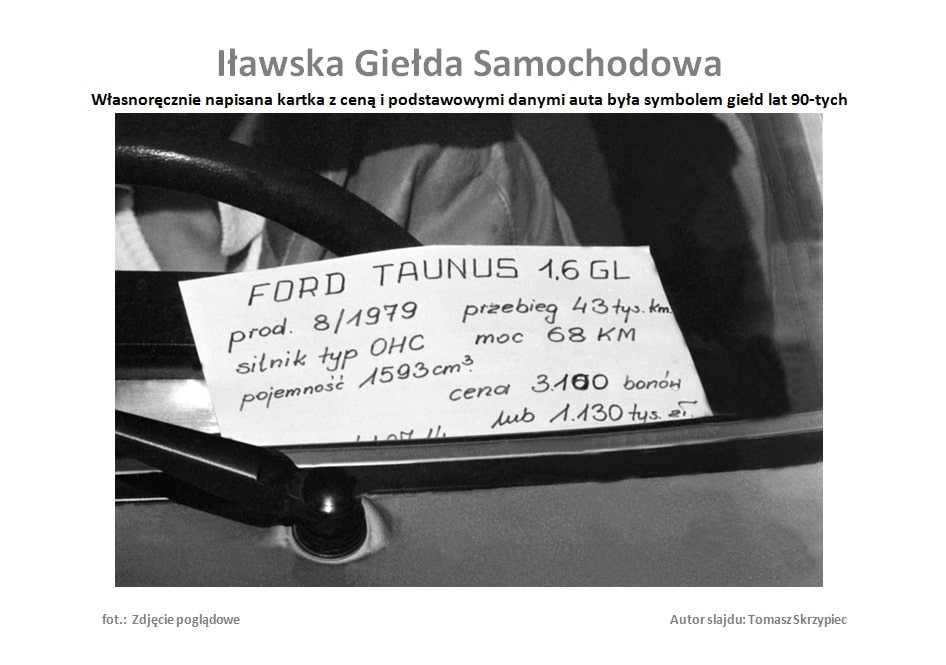 Iławska Giełda Samochodowa
Własnoręcznie napisana kartka z ceną i podstawowymi danymi auta była symbolem giełd lat 90-tych
FORD TAUNUS 1,6 GL
prod. 8/1979
przebieg 43 tys. km.
silnik typ OHC
moc 68 KM
pojemność 1593 cm³.
cena 3.100 bonów
lub 1.130 tys. zł.
fot.: Zdjęcie poglądowe
Autor slajdu: Tomasz Skrzypiec